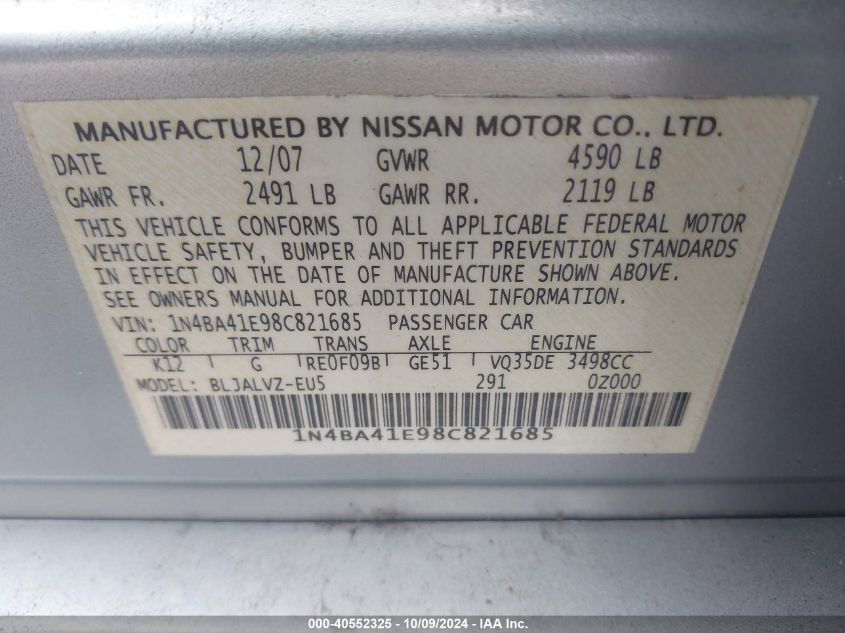 MANUFACTURED BY NISSAN MOTOR CO., LTD.
DATE 12/07 GVWR 4590 LB
GAWR FR. 2491 LB GAWR RR. 2119 LB
THIS VEHICLE CONFORMS TO ALL APPLICABLE FEDERAL MOTOR
VEHICLE SAFETY, BUMPER AND THEFT PREVENTION STANDARDS
IN EFFECT ON THE DATE OF MANUFACTURE SHOWN ABOVE.
SEE OWNERS MANUAL FOR ADDITIONAL INFORMATION.
VIN: 1N4BA41E98C821685 PASSENGER CAR
COLOR TRIM TRANS AXLE ENGINE
K12 G RE0F09B GE51 VQ35DE 3498CC
MODEL: BLJALVZ-EU5 291 0Z000
1N4BA41E98C821685
000-40552325 - 10/09/2024 - IAA Inc.